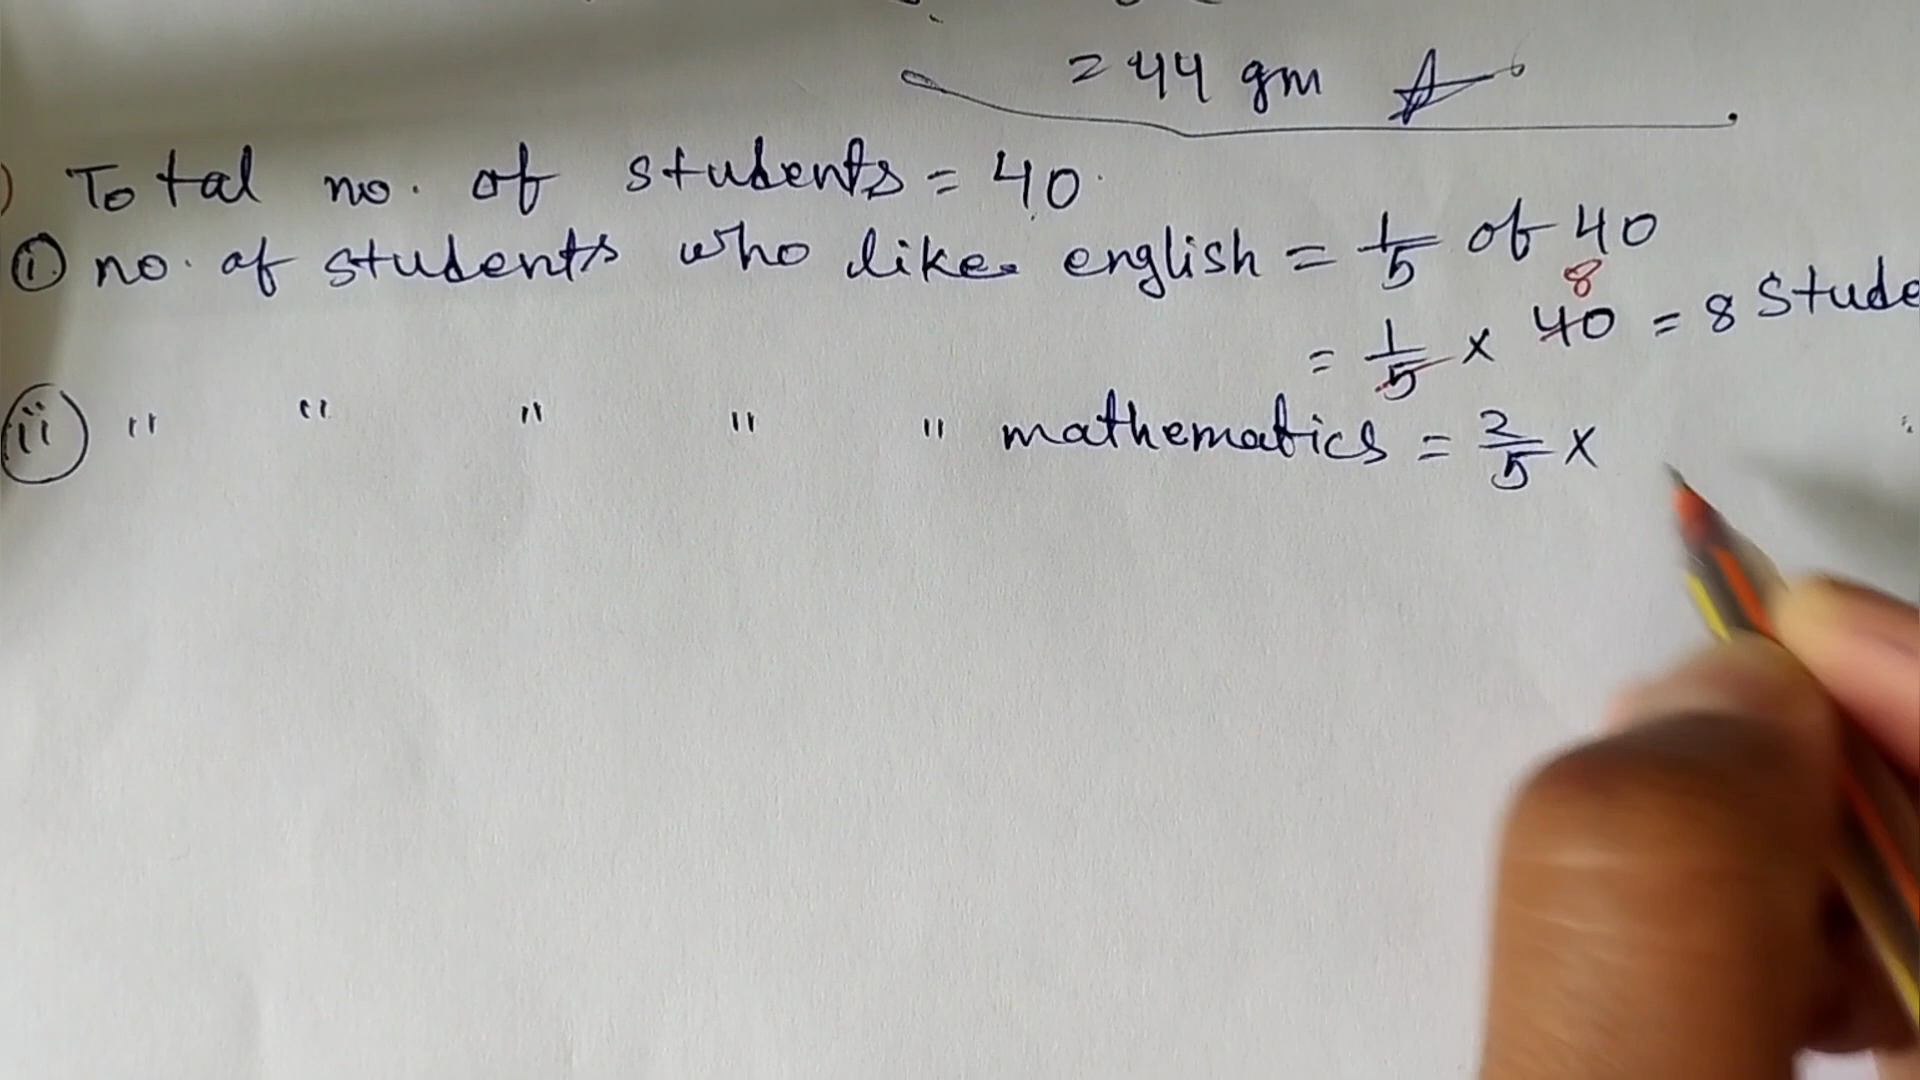 = 44 gm
) Total no. of students = 40
(i) no. of students who like english = 1/5 of 40
8
= 1/5 × 40 = 8 Stude
(ii) " " " " " mathematics = 2/5 ×